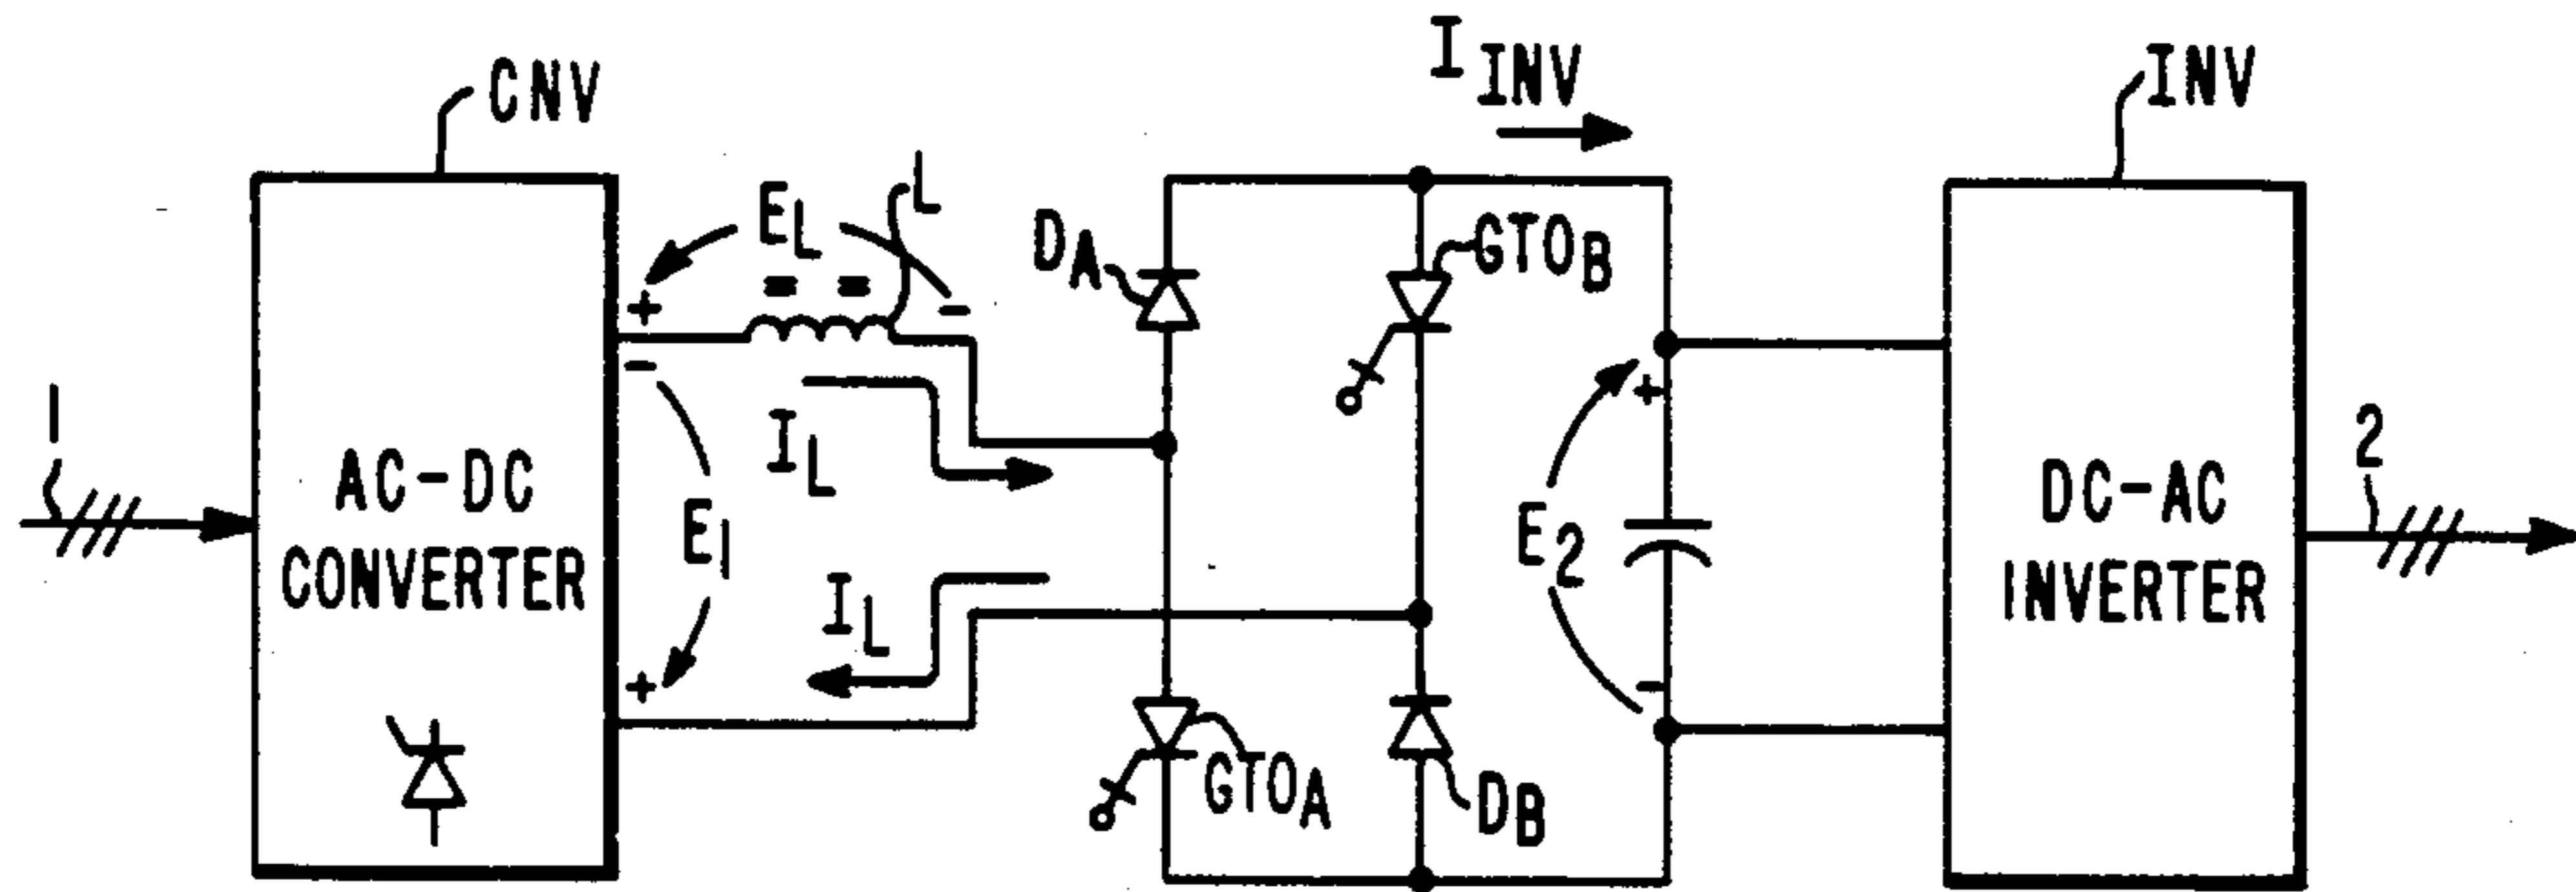 CNV
I INV
INV
E L
L
D A
GTO B
+
-
-
I L
1
AC-DC
CONVERTER
E 1
+
E 2
2
DC-AC
INVERTER
I L
+
-
GTO A
D B